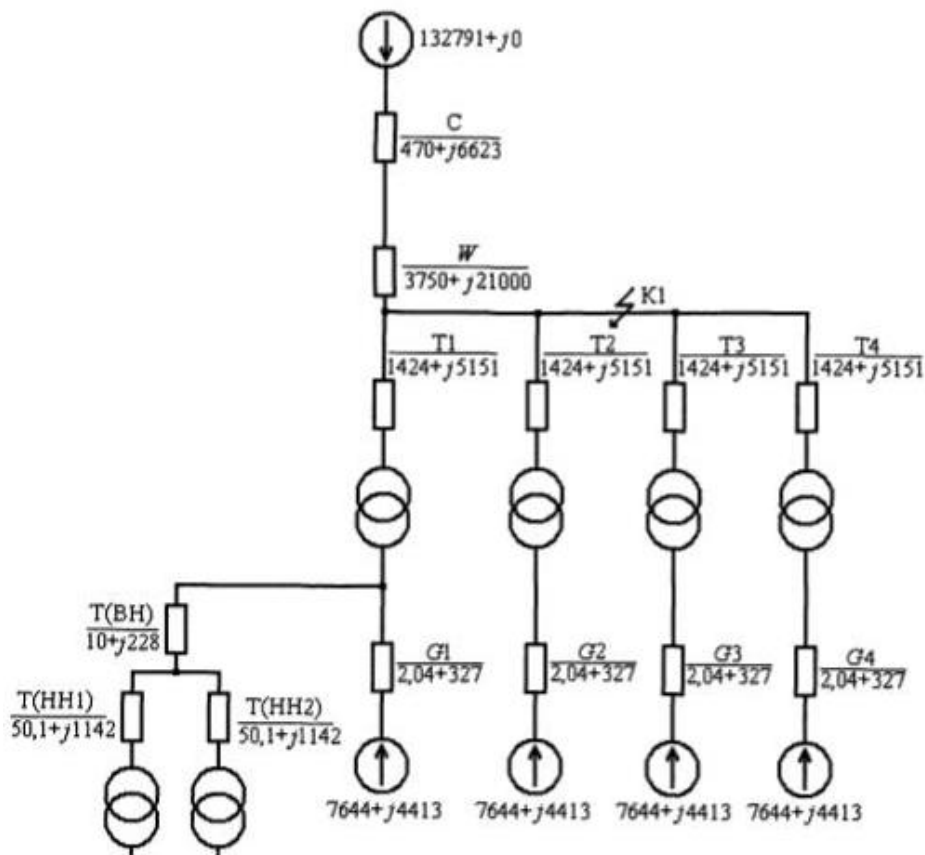 132791+j0
C
470+j6623
W
3750+j21000
K1
T1
1424+j5151
T2
1424+j5151
T3
1424+j5151
T4
1424+j5151
T(BH)
10+j228
T(HH1)
50,1+j1142
T(HH2)
50,1+j1142
G1
2,04+327
G2
2,04+327
G3
2,04+327
G4
2,04+327
7644+j4413
7644+j4413
7644+j4413
7644+j4413